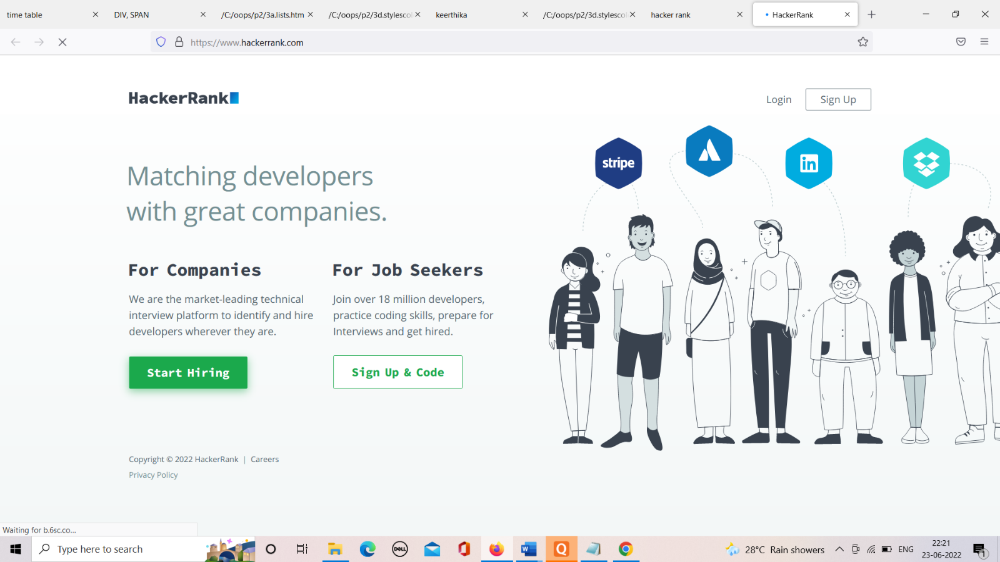 time table
DIV, SPAN
/C:/oops/p2/3a.lists.htm
/C:/oops/p2/3d.stylescol
keerthika
/C:/oops/p2/3d.stylescol
hacker rank
HackerRank
https://www.hackerrank.com
HackerRank
Login
Sign Up
stripe
in
Matching developers
with great companies.
For Companies
We are the market-leading technical
interview platform to identify and hire
developers wherever they are.
Start Hiring
For Job Seekers
Join over 18 million developers,
practice coding skills, prepare for
Interviews and get hired.
Sign Up & Code
Copyright © 2022 HackerRank | Careers
Privacy Policy
Waiting for b.6sc.co...
Type here to search
DELL
W
Q
28°C Rain showers
ENG
22:21
23-06-2022
1